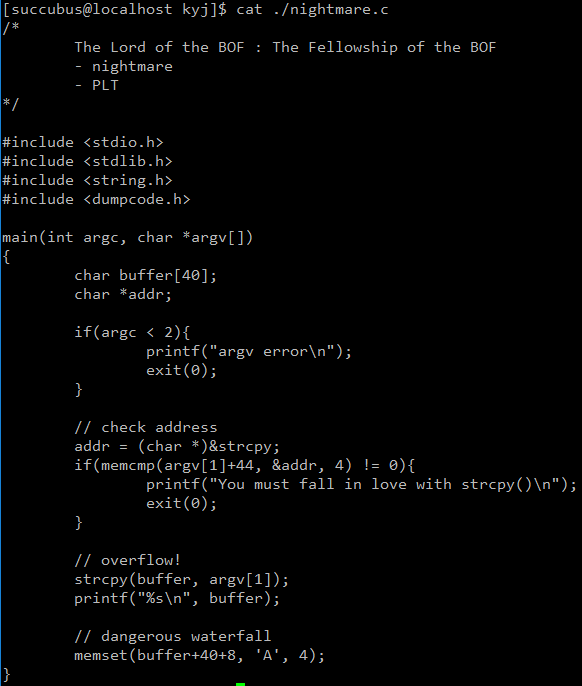 [succubus@localhost kyj]$ cat ./nightmare.c
/*
        The Lord of the BOF : The Fellowship of the BOF
        - nightmare
        - PLT
*/

#include <stdio.h>
#include <stdlib.h>
#include <string.h>
#include <dumpcode.h>

main(int argc, char *argv[])
{
        char buffer[40];
        char *addr;

        if(argc < 2){
                printf("argv error\n");
                exit(0);
        }

        // check address
        addr = (char *)&strcpy;
        if(memcmp(argv[1]+44, &addr, 4) != 0){
                printf("You must fall in love with strcpy()\n");
                exit(0);
        }

        // overflow!
        strcpy(buffer, argv[1]);
        printf("%s\n", buffer);

        // dangerous waterfall
        memset(buffer+40+8, 'A', 4);
}